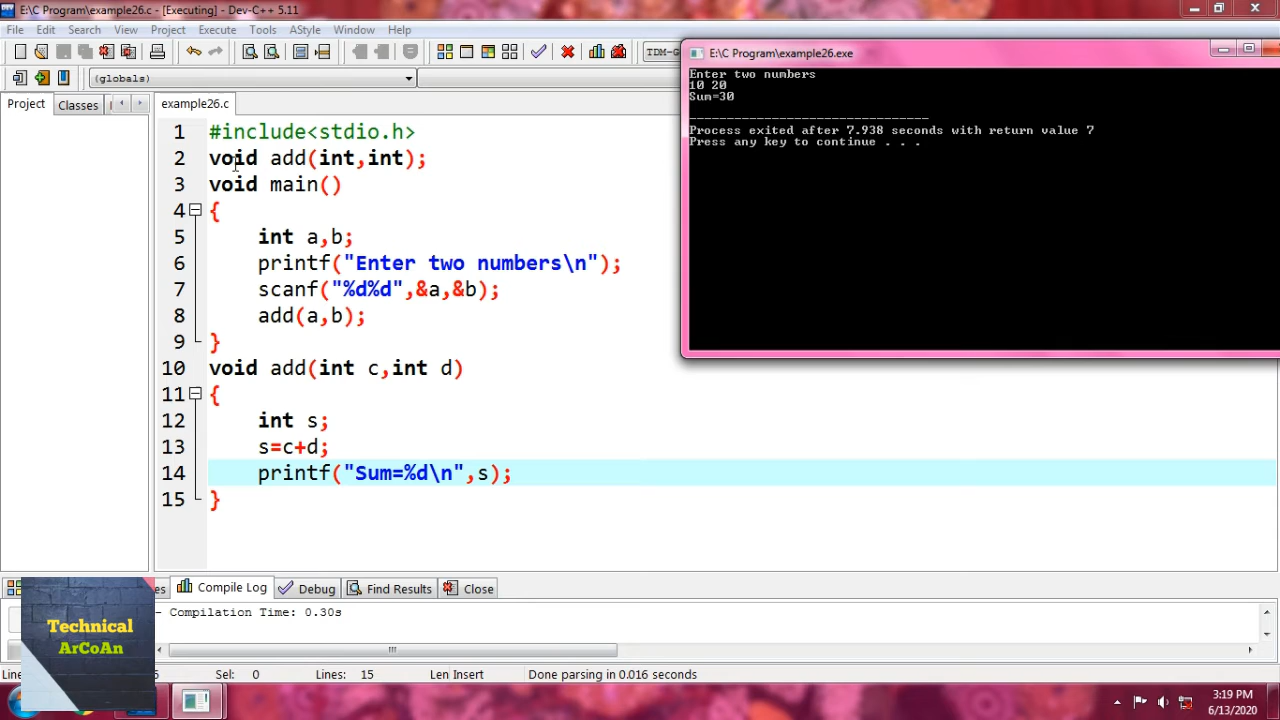 E:\C Program\example26.c - [Executing] - Dev-C++ 5.11
File Edit Search View Project Execute Tools AStyle Window Help
TDM-G
(globals)
Project Classes
example26.c
1 #include<stdio.h>
2 void add(int,int);
3 void main()
4 {
5 int a,b;
6 printf("Enter two numbers\n");
7 scanf("%d%d",&a,&b);
8 add(a,b);
9 }
10 void add(int c,int d)
11 {
12 int s;
13 s=c+d;
14 printf("Sum=%d\n",s);
15 }
E:\C Program\example26.exe
Enter two numbers
10 20
Sum=30
--------------------------------
Process exited after 7.938 seconds with return value 7
Press any key to continue . . .
es Compile Log Debug Find Results Close
- Compilation Time: 0.30s
Technical
ArCoAn
Sel: 0 Lines: 15 Len Insert Done parsing in 0.016 seconds
3:19 PM
6/13/2020